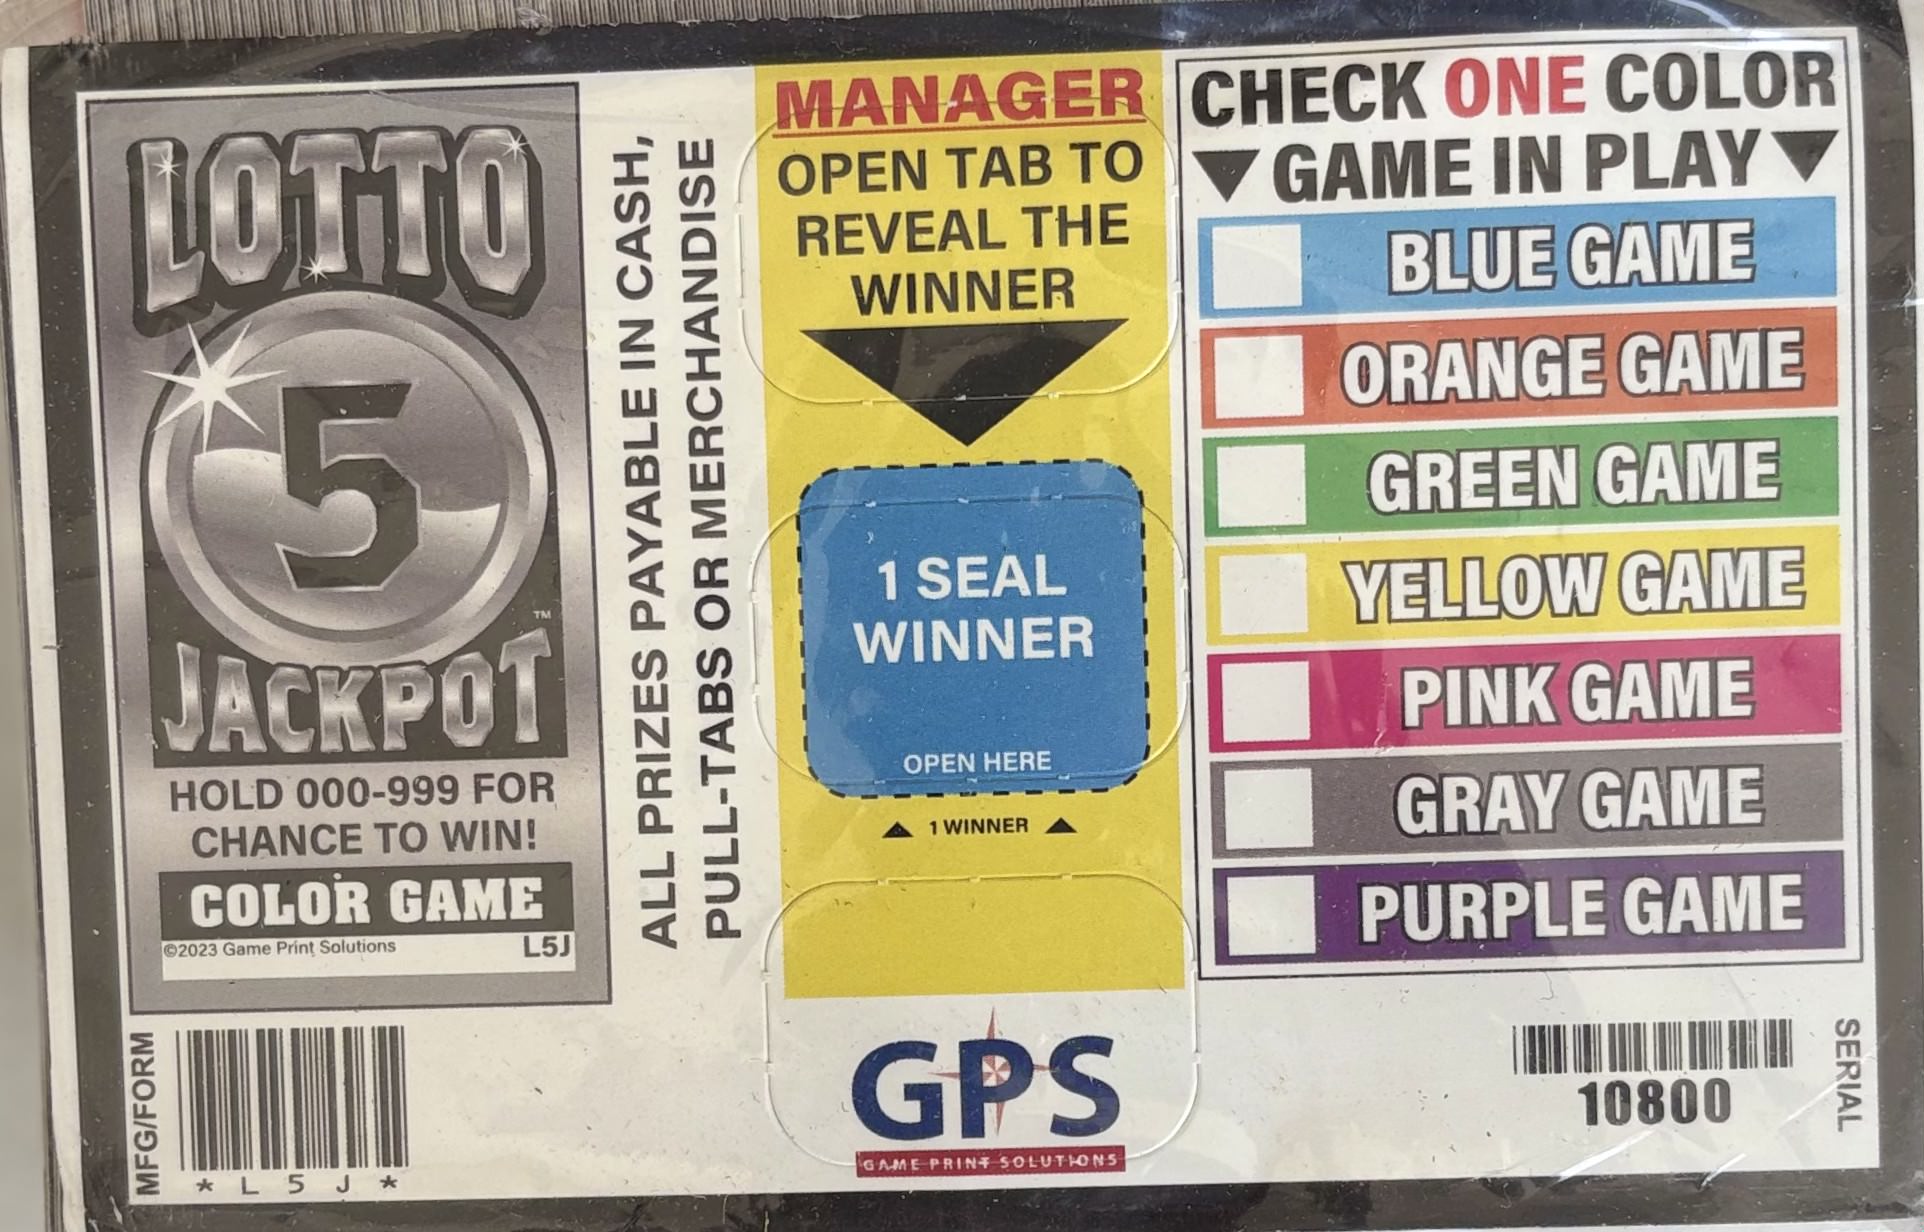 LOTTO
5
™
JACKPOT
HOLD 000-999 FOR
CHANCE TO WIN!
COLOR GAME
©2023 Game Print Solutions L5J
MFG/FORM
* L 5 J *
ALL PRIZES PAYABLE IN CASH,
PULL-TABS OR MERCHANDISE
MANAGER
OPEN TAB TO
REVEAL THE
WINNER
1 SEAL
WINNER
OPEN HERE
▲ 1 WINNER ▲
GPS
GAME PRINT SOLUTIONS
CHECK ONE COLOR
▼ GAME IN PLAY ▼
BLUE GAME
ORANGE GAME
GREEN GAME
YELLOW GAME
PINK GAME
GRAY GAME
PURPLE GAME
10800
SERIAL